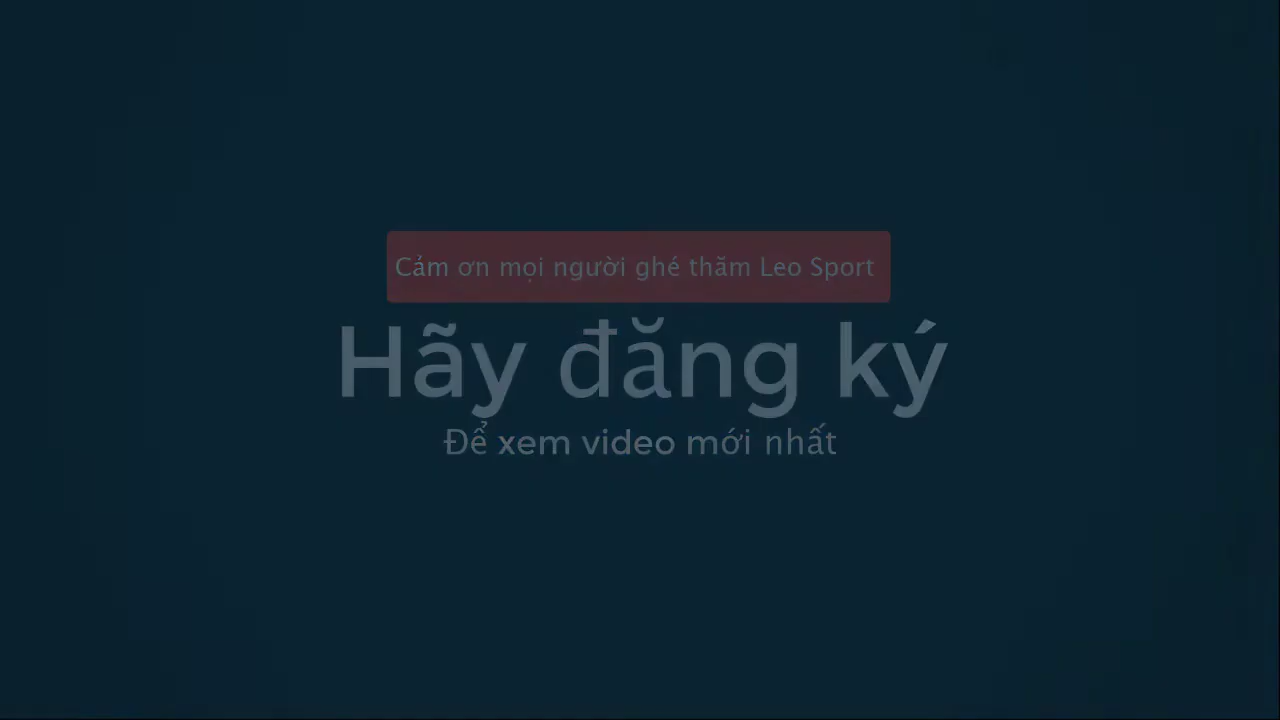 Cảm ơn mọi người ghé thăm Leo Sport
Hãy đăng ký
Để xem video mới nhất